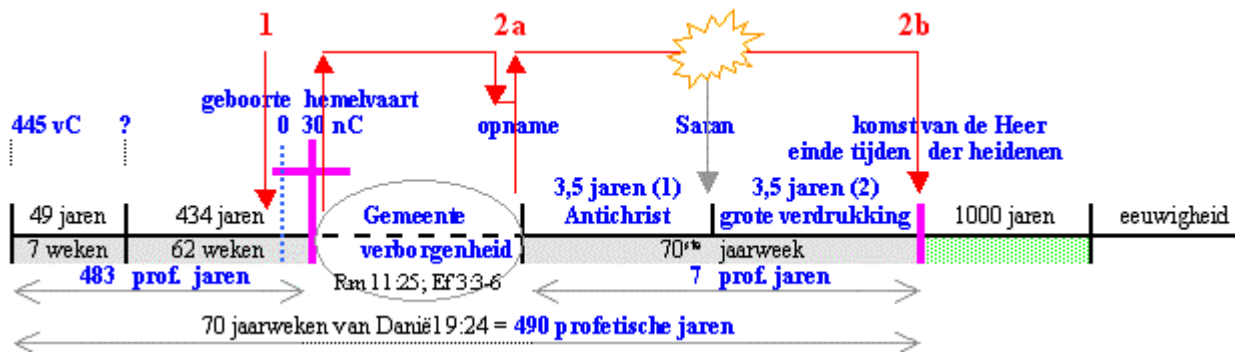 1 2a 2b
geboorte hemelvaart
445 vC ? 0 30 nC opname Satan komst van de Heer
einde tijden der heidenen
3,5 jaren (1) 3,5 jaren (2)
49 jaren 434 jaren Gemeente Antichrist grote verdrukking 1000 jaren eeuwigheid
7 weken 62 weken verborgenheid 70ste jaarweek
483 prof. jaren Rm 11:25; Ef 3:3-6 7 prof. jaren
70 jaarweken van Daniël 9:24 = 490 profetische jaren